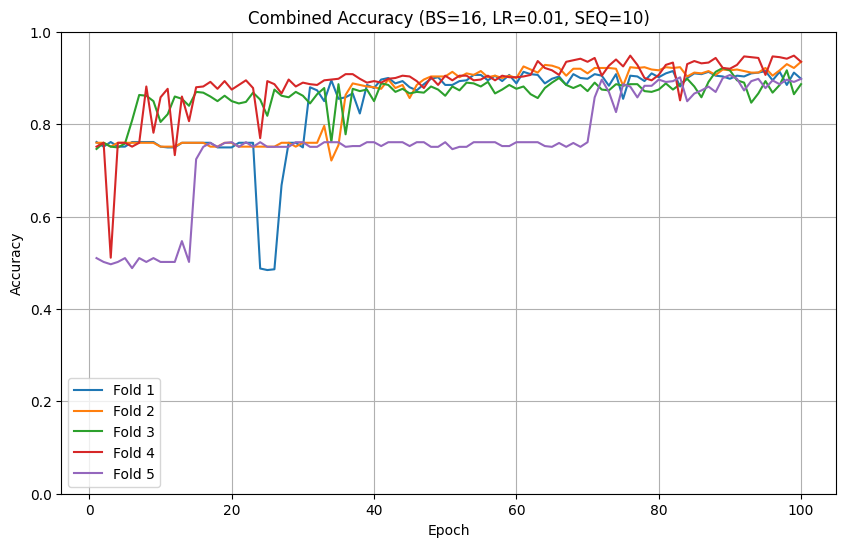 Combined Accuracy (BS=16, LR=0.01, SEQ=10)
1.0
0.8
0.6
0.4
0.2
0.0
Accuracy
Fold 1
Fold 2
Fold 3
Fold 4
Fold 5
0 20 40 60 80 100
Epoch